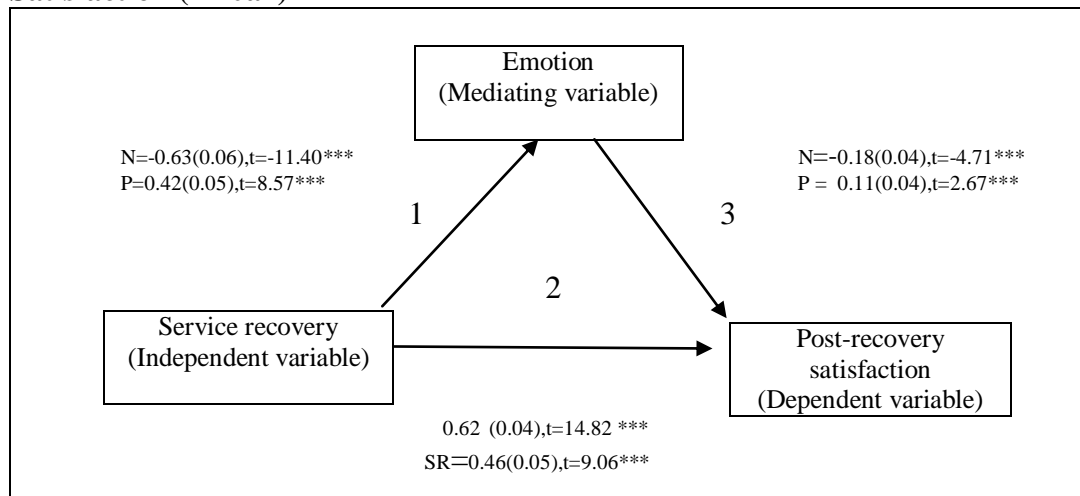 Emotion
(Mediating variable)
N=-0.63(0.06),t=-11.40***
P=0.42(0.05),t=8.57***
N=-0.18(0.04),t=-4.71***
P = 0.11(0.04),t=2.67***
1
3
2
Service recovery
(Independent variable)
Post-recovery
satisfaction
(Dependent variable)
0.62 (0.04),t=14.82 ***
SR=0.46(0.05),t=9.06***